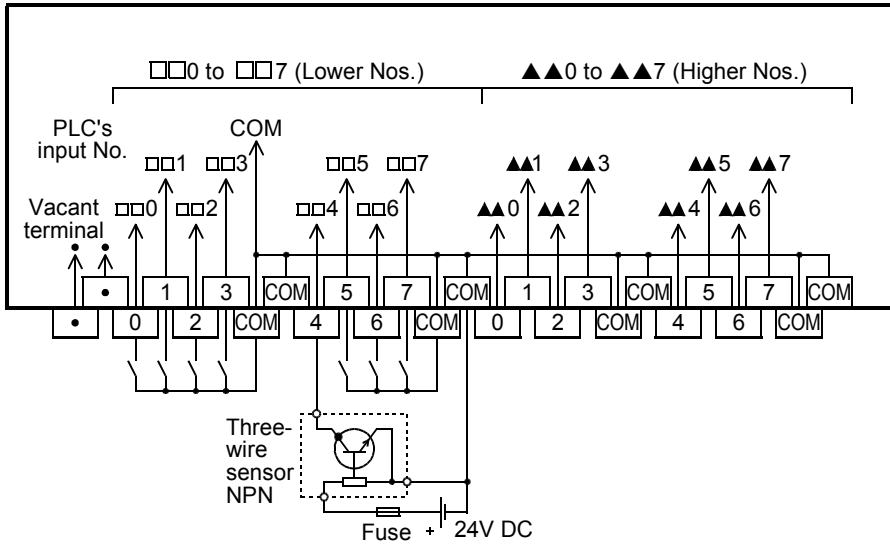 □□0 to □□7 (Lower Nos.) ▲▲0 to ▲▲7 (Higher Nos.)
PLC's
input No.
COM
□□1 □□3 □□5 □□7 ▲▲1 ▲▲3 ▲▲5 ▲▲7
Vacant
terminal
□□0 □□2 □□4 □□6 ▲▲0 ▲▲2 ▲▲4 ▲▲6
• •
• 1 3 COM 5 7 COM 1 3 COM 5 7 COM
• 0 2 COM 4 6 COM 0 2 COM 4 6 COM
Three-
wire
sensor
NPN
Fuse + 24V DC